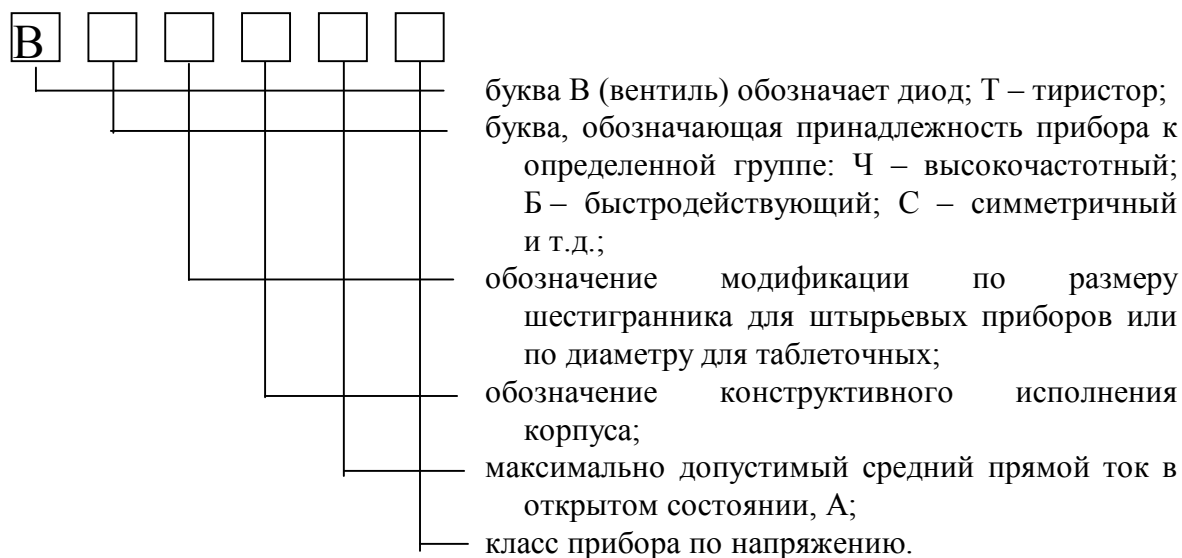 В
буква В (вентиль) обозначает диод; Т – тиристор;
буква, обозначающая принадлежность прибора к
определенной группе: Ч – высокочастотный;
Б – быстродействующий; С – симметричный
и т.д.;
обозначение модификации по размеру
шестигранника для штырьевых приборов или
по диаметру для таблеточных;
обозначение конструктивного исполнения
корпуса;
максимально допустимый средний прямой ток в
открытом состоянии, А;
класс прибора по напряжению.